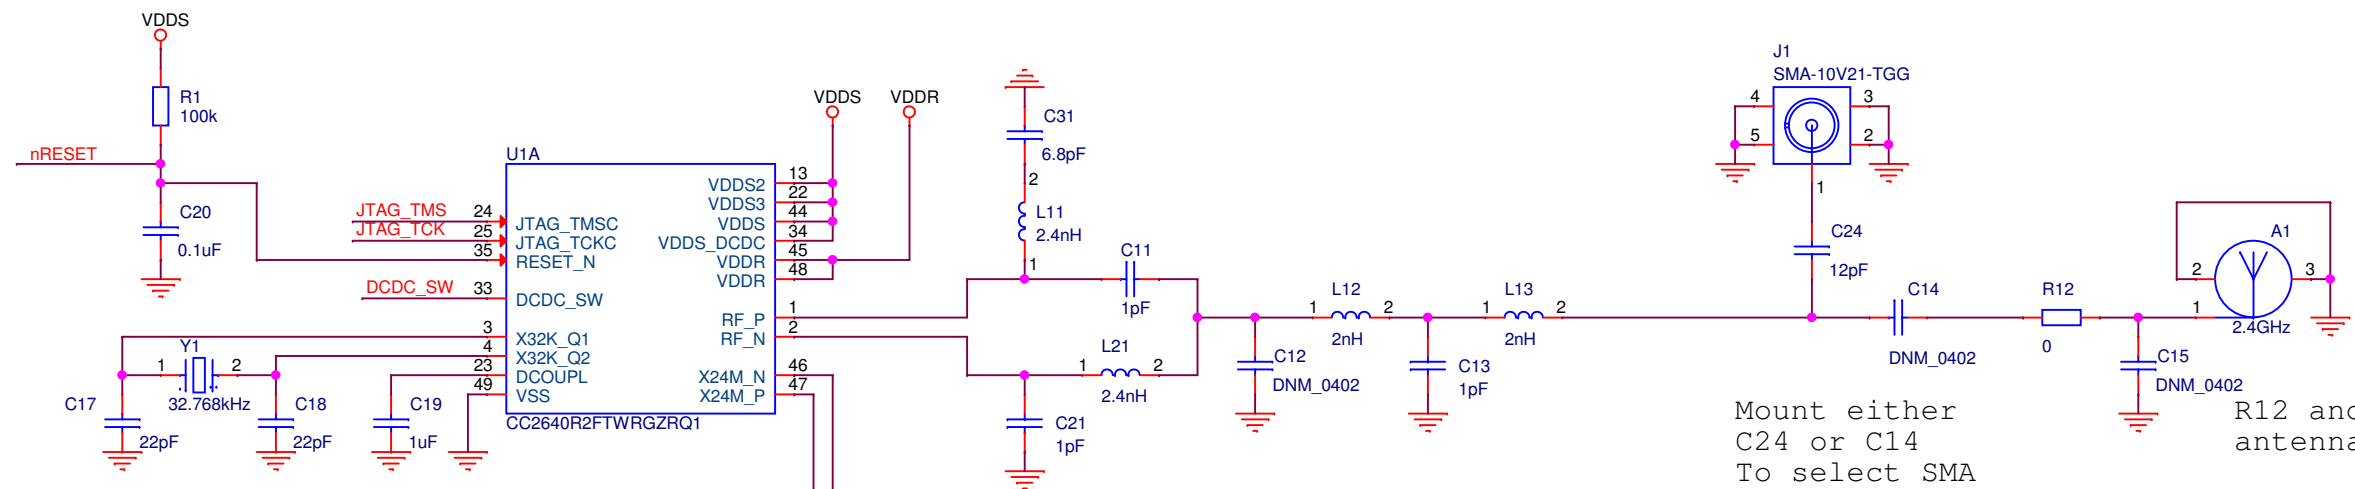 VDDS
R1
100k
nRESET
C20
0.1uF
JTAG_TMS
JTAG_TCK
DCDC_SW
24
25
35
33
3
4
23
49
Y1
1
2
32.768kHz
C17
22pF
C18
22pF
C19
1uF
U1A
JTAG_TMSC
JTAG_TCKC
RESET_N
DCDC_SW
X32K_Q1
X32K_Q2
DCOUPL
VSS
VDDS2
VDDS3
VDDS
VDDS_DCDC
VDDR
VDDR
RF_P
RF_N
X24M_N
X24M_P
CC2640R2FTWRGZRQ1
13
22
44
34
45
48
1
2
46
47
VDDS
VDDR
C31
6.8pF
2
L11
2.4nH
1
C11
1pF
L21
1
2
2.4nH
C21
1pF
C12
DNM_0402
L12
1
2
2nH
C13
1pF
L13
1
2
2nH
J1
SMA-10V21-TGG
4
3
5
2
1
C24
12pF
C14
DNM_0402
R12
0
C15
DNM_0402
A1
2
3
1
2.4GHz
Mount either
C24 or C14
To select SMA
R12 and
antenna